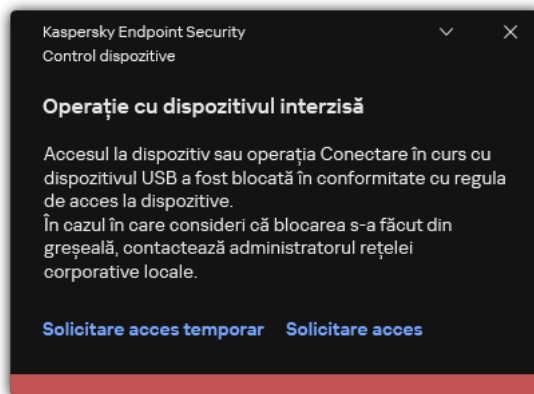 Kaspersky Endpoint Security
Control dispozitive
Operație cu dispozitivul interzisă
Accesul la dispozitiv sau operația Conectare în curs cu
dispozitivul USB a fost blocată în conformitate cu regula
de acces la dispozitive.
În cazul în care consideri că blocarea s-a făcut din
greșeală, contactează administratorul rețelei
corporative locale.
Solicitare acces temporar Solicitare acces